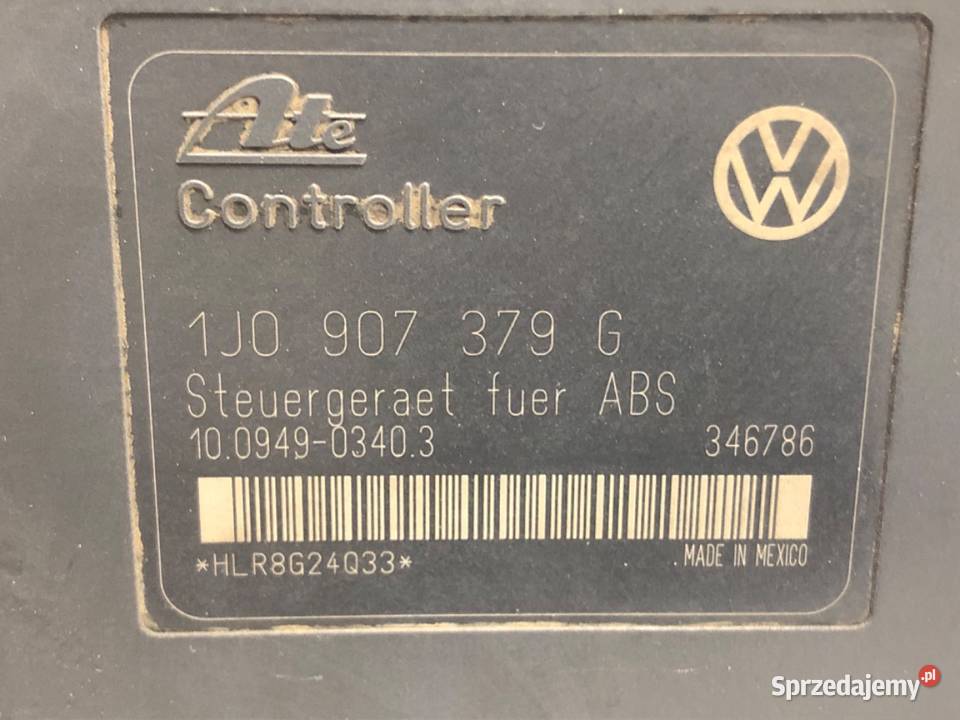 Ate
Controller
1J0 907 379 G
Steuergeraet fuer ABS
10.0949-0340.3 346786
*HLR8G24Q33*
MADE IN MEXICO
Sprzedajemy.pl